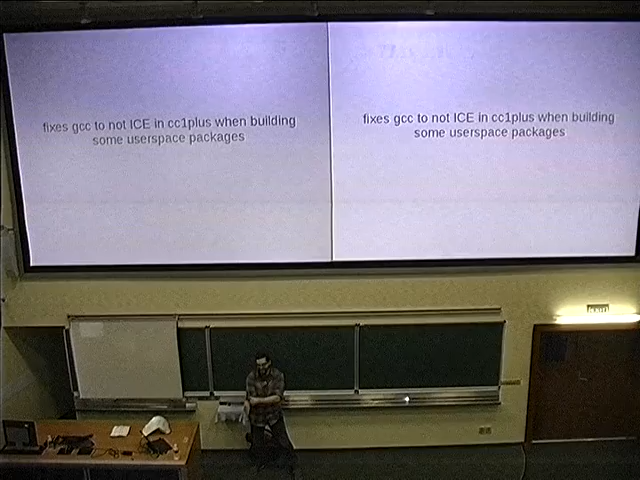 fixes gcc to not ICE in cc1plus when building
some userspace packages
fixes gcc to not ICE in cc1plus when building
some userspace packages